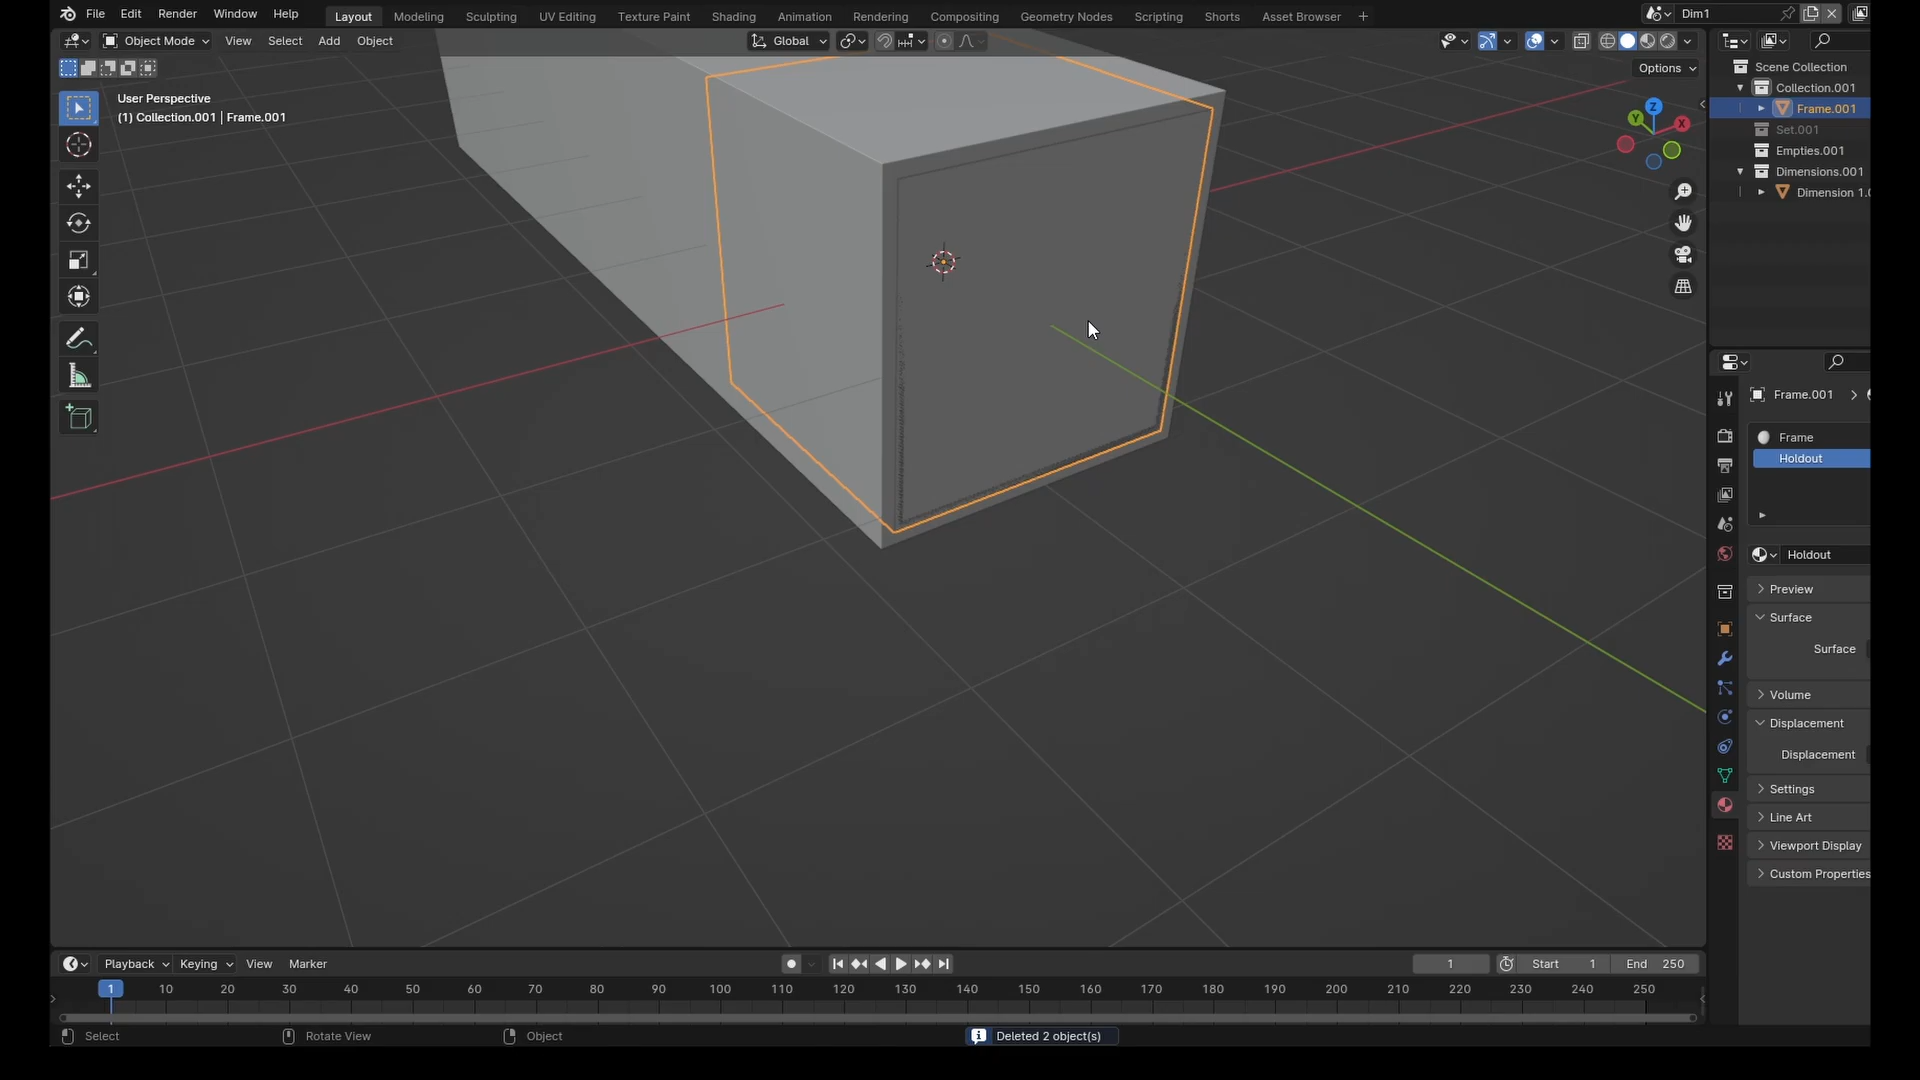 File Edit Render Window Help Layout Modeling Sculpting UV Editing Texture Paint Shading Animation Rendering Compositing Geometry Nodes Scripting Shorts Asset Browser + Dim1
Object Mode View Select Add Object Global
Options
User Perspective
(1) Collection.001 | Frame.001
Z
Y
X
Scene Collection
Collection.001
Frame.001
Set.001
Empties.001
Dimensions.001
Dimension 1.0
Frame.001
Frame
Holdout
Holdout
Preview
Surface
Surface
Volume
Displacement
Displacement
Settings
Line Art
Viewport Display
Custom Properties
Playback Keying View Marker 1 Start 1 End 250
1 10 20 30 40 50 60 70 80 90 100 110 120 130 140 150 160 170 180 190 200 210 220 230 240 250
Select Rotate View Object Deleted 2 object(s)